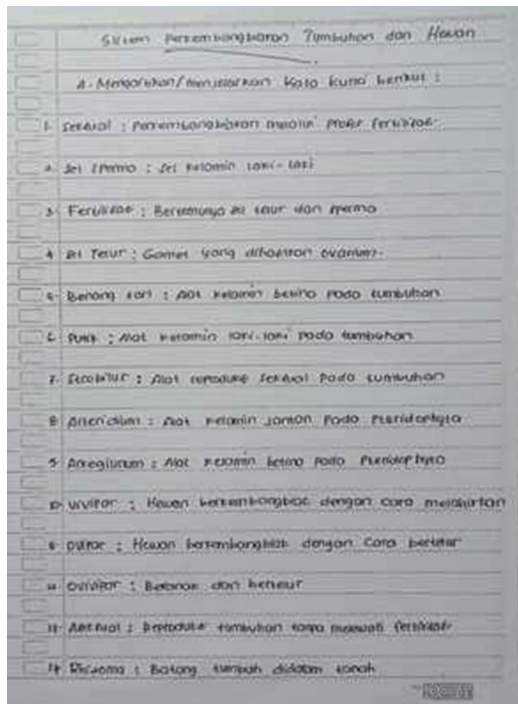 Sistem Perkembangbiakan Tumbuhan dan Hewan
A. Mengartikan/menjelaskan kata kunci berikut :
1. Seksual : Perkembangbiakan melalui Proses fertilisasi
2. Sel sperma : Sel kelamin laki-laki
3. Fertilisasi : Bertemunya sel telur dan sperma
4. Sel Telur : Gamet yang dihasilkan ovarium.
5. Benang sari : Alat kelamin betina Pada tumbuhan
6. Putik : Alat kelamin laki-laki Pada tumbuhan
7. Strobilus : Alat reproduksi seksual Pada tumbuhan
8. Anteridium : Alat kelamin jantan Pada Pteridophyta
9. Arkegonium : Alat kelamin betina Pada Pteridophyta
10. Vivipar : Hewan berkembangbiak dengan cara melahirkan
11. Ovipar : Hewan berkembangbiak dengan Cara bertelur
12. : Beranak dan bertelur
13. Aseksual : Reproduksi tumbuhan tanpa melewati fertilisasi
14. Rhizoma : Batang tumbuh didalam tanah